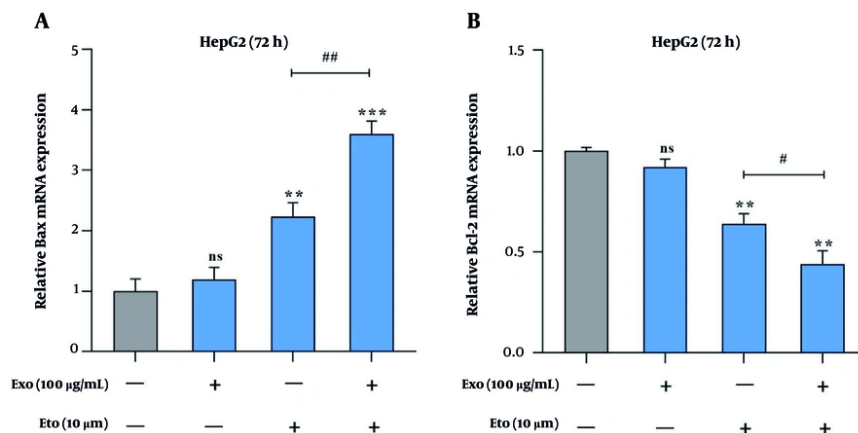 A
HepG2 (72 h)
Relative Bax mRNA expression
5
4
3
2
1
0
ns
**
***
##
Exo (100 µg/mL) — + — +
Eto (10 µm) — — + +
B
HepG2 (72 h)
Relative Bcl-2 mRNA expression
1.5
1.0
0.5
0.0
ns
**
**
#
Exo (100 µg/mL) — + — +
Eto (10 µm) — — + +